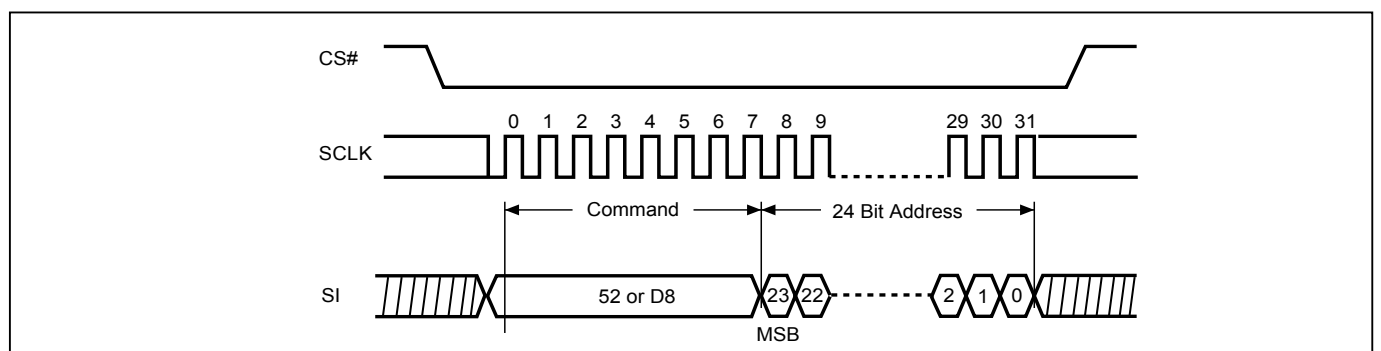 CS#
0 1 2 3 4 5 6 7 8 9 29 30 31
SCLK
Command 24 Bit Address
SI 52 or D8 23 22 2 1 0
MSB